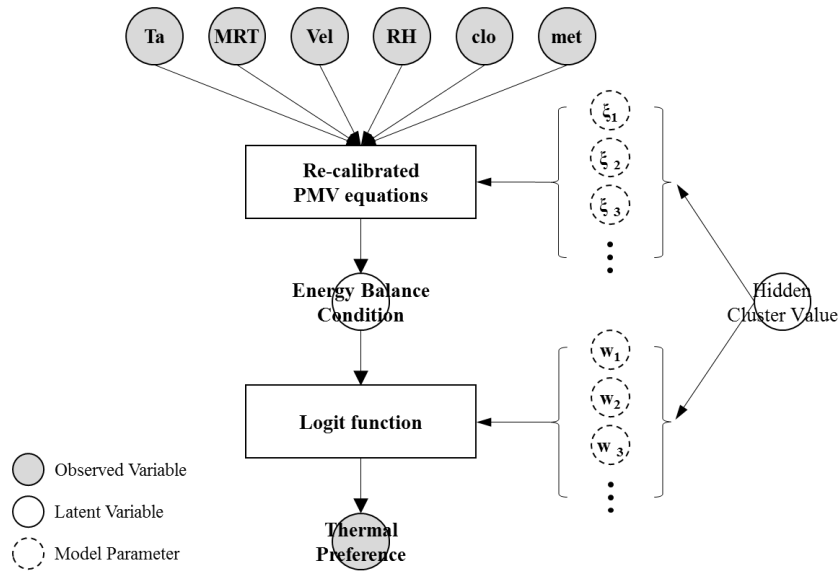 Ta MRT Vel RH clo met
ξ1
ξ2
ξ3
Re-calibrated
PMV equations
Energy Balance
Condition
Hidden
Cluster Value
w1
w2
w3
Logit function
Observed Variable
Latent Variable
Model Parameter
Thermal
Preference